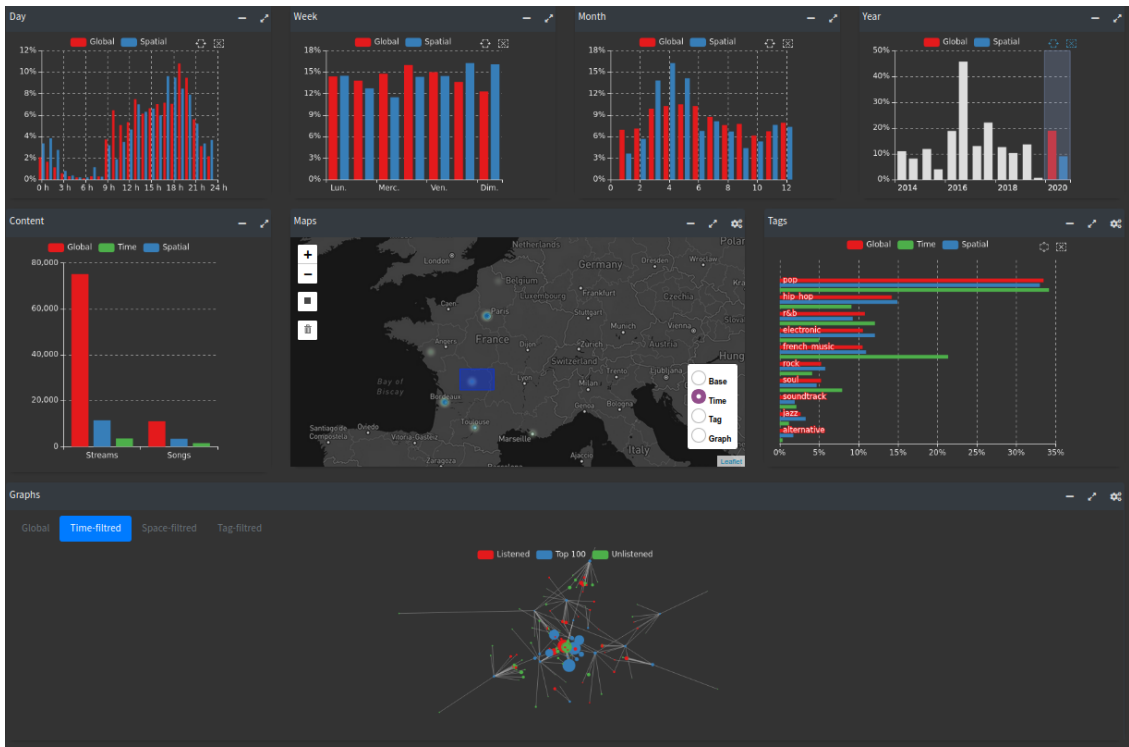 Day
Global Spatial
12%
10%
8%
6%
4%
2%
0%
0 h 3 h 6 h 9 h 12 h 15 h 18 h 21 h 24 h
Week
Global Spatial
18%
15%
12%
9%
6%
3%
0%
Lun. Merc. Ven. Dim.
Month
Global Spatial
18%
15%
12%
9%
6%
3%
0%
0 2 4 6 8 10 12
Year
Global Spatial
50%
40%
30%
20%
10%
0%
2014 2016 2018 2020
Content
Global Time Spatial
80,000
60,000
40,000
20,000
0
Streams Songs
Maps
+
−
Netherlands
Polar
London
Germany
Dresden
Wrocław
Belgium
Kra
Luxembourg
Frankfurt
Czechia
Caen
Paris
Stuttgart
Slovak
Munich
Vienna
Angers
France
Dijon
Zurich
Austria
Hung
Switzerland
Trento
Ljubljana
Bay of
Biscay
Lyon
Milan
Bordeaux
Genoa
Bologna
Toulouse
Santiago de
Compostela
Oviedo
Vitoria-Gasteiz
Marseille
Zaragoza
Barcelona
Ajaccio
Italy
Base
Time
Tag
Graph
Leaflet
Tags
Global Time Spatial
pop
hip hop
r&b
electronic
french music
rock
soul
soundtrack
jazz
alternative
0% 5% 10% 15% 20% 25% 30% 35%
Graphs
Global Time-filtred Space-filtred Tag-filtred
Listened Top 100 Unlistened